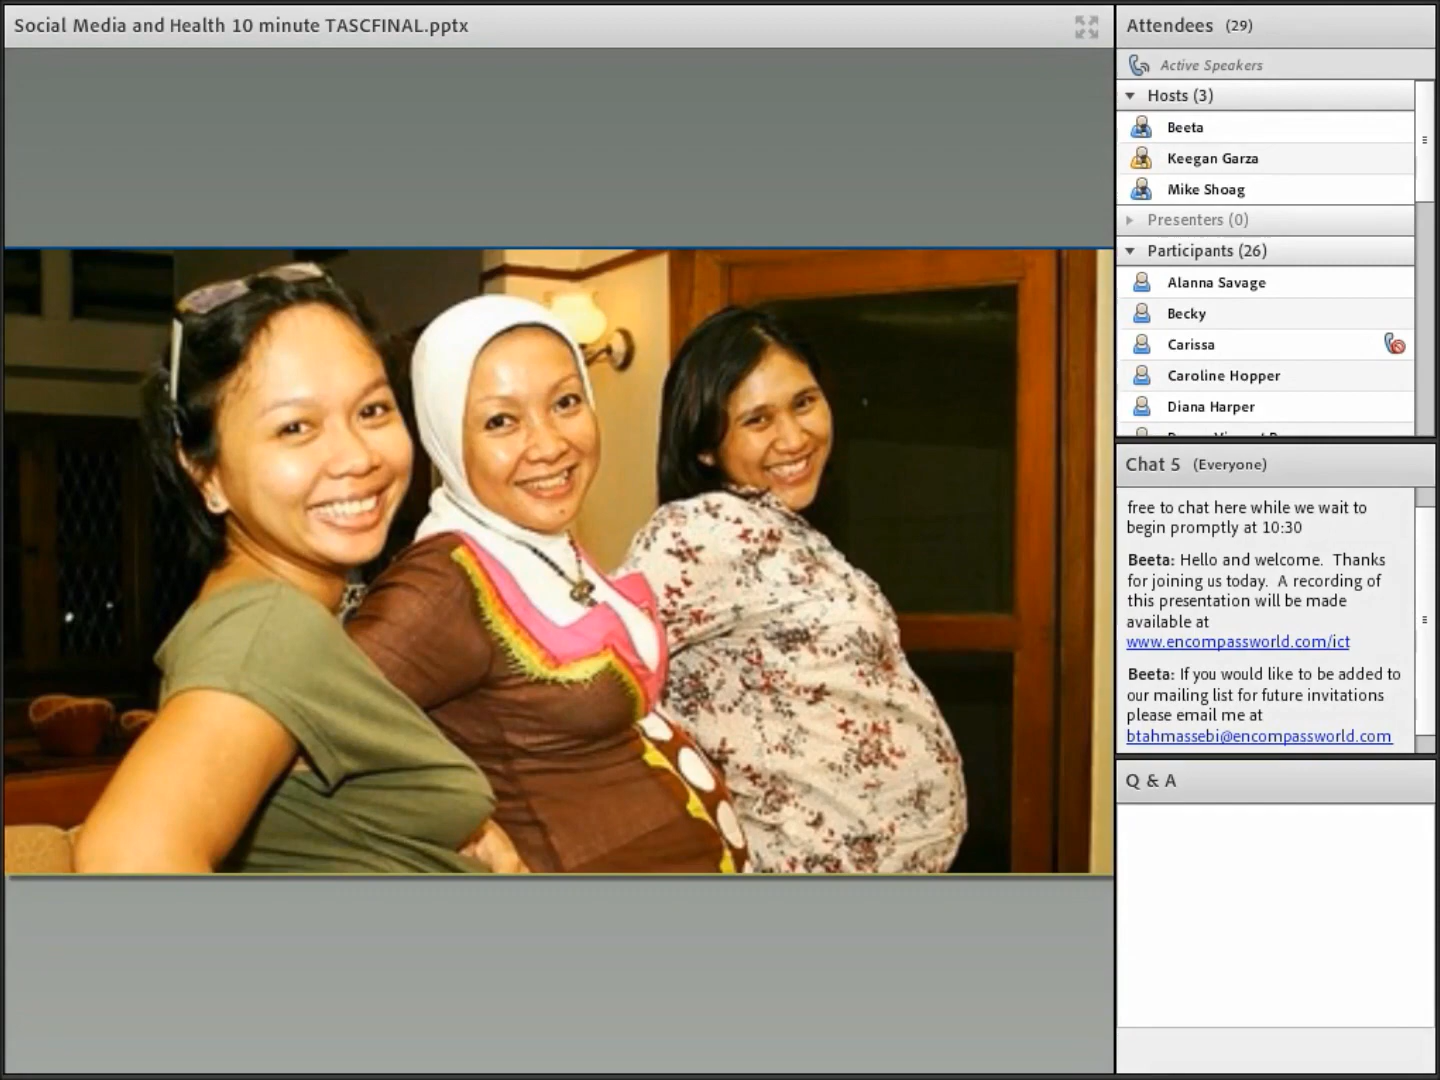 Social Media and Health 10 minute TASCFINAL.pptx
Attendees (29)
Active Speakers
Hosts (3)
Beeta
Keegan Garza
Mike Shoag
Presenters (0)
Participants (26)
Alanna Savage
Becky
Carissa
Caroline Hopper
Diana Harper
Chat 5 (Everyone)
free to chat here while we wait to
begin promptly at 10:30
Beeta: Hello and welcome. Thanks
for joining us today. A recording of
this presentation will be made
available at
www.encompassworld.com/ict
Beeta: If you would like to be added to
our mailing list for future invitations
please email me at
btahmassebi@encompassworld.com
Q & A